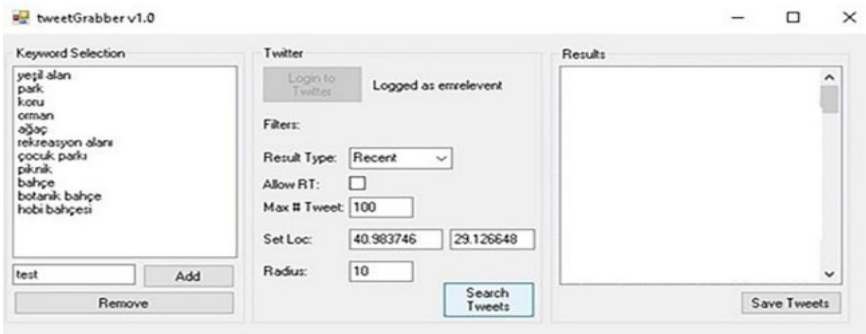 tweetGrabber v1.0
Keyword Selection
yeşil alan
park
koru
orman
ağaç
rekreasyon alanı
çocuk parkı
piknik
bahçe
botanik bahçe
hobi bahçesi
test
Add
Remove
Twitter
Login to
Twitter
Logged as emrelevent
Filters:
Result Type: Recent
Allow RT:
Max # Tweet: 100
Set Loc: 40.983746 29.126648
Radius: 10
Search
Tweets
Results
Save Tweets